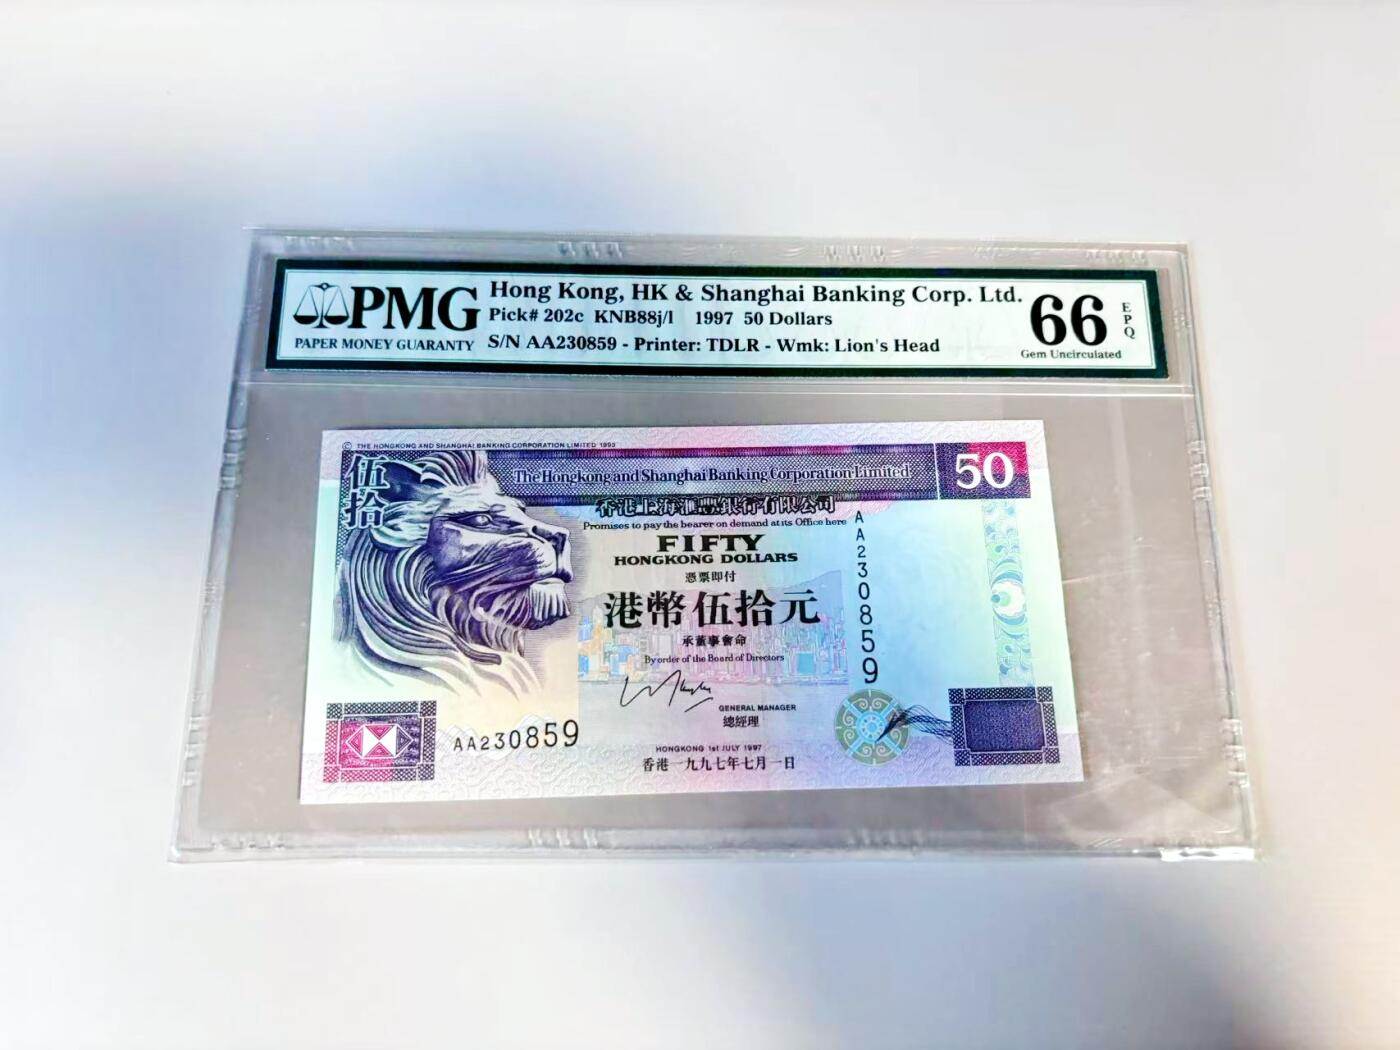 PMG
PAPER MONEY GUARANTY
Hong Kong, HK & Shanghai Banking Corp. Ltd.
Pick# 202c KNB88j/l 1997 50 Dollars
S/N AA230859 - Printer: TDLR - Wmk: Lion's Head
66
EPQ
Gem Uncirculated
© THE HONGKONG AND SHANGHAI BANKING CORPORATION LIMITED 1993
伍拾
The Hongkong and Shanghai Banking Corporation Limited
50
香港上海滙豐銀行有限公司
Promises to pay the bearer on demand at its Office here
FIFTY
HONGKONG DOLLARS
憑票即付
港幣伍拾元
承董事會命
By order of the Board of Directors
AA230859
GENERAL MANAGER
總經理
AA230859
HONGKONG 1st JULY 1997
香港一九九七年七月一日